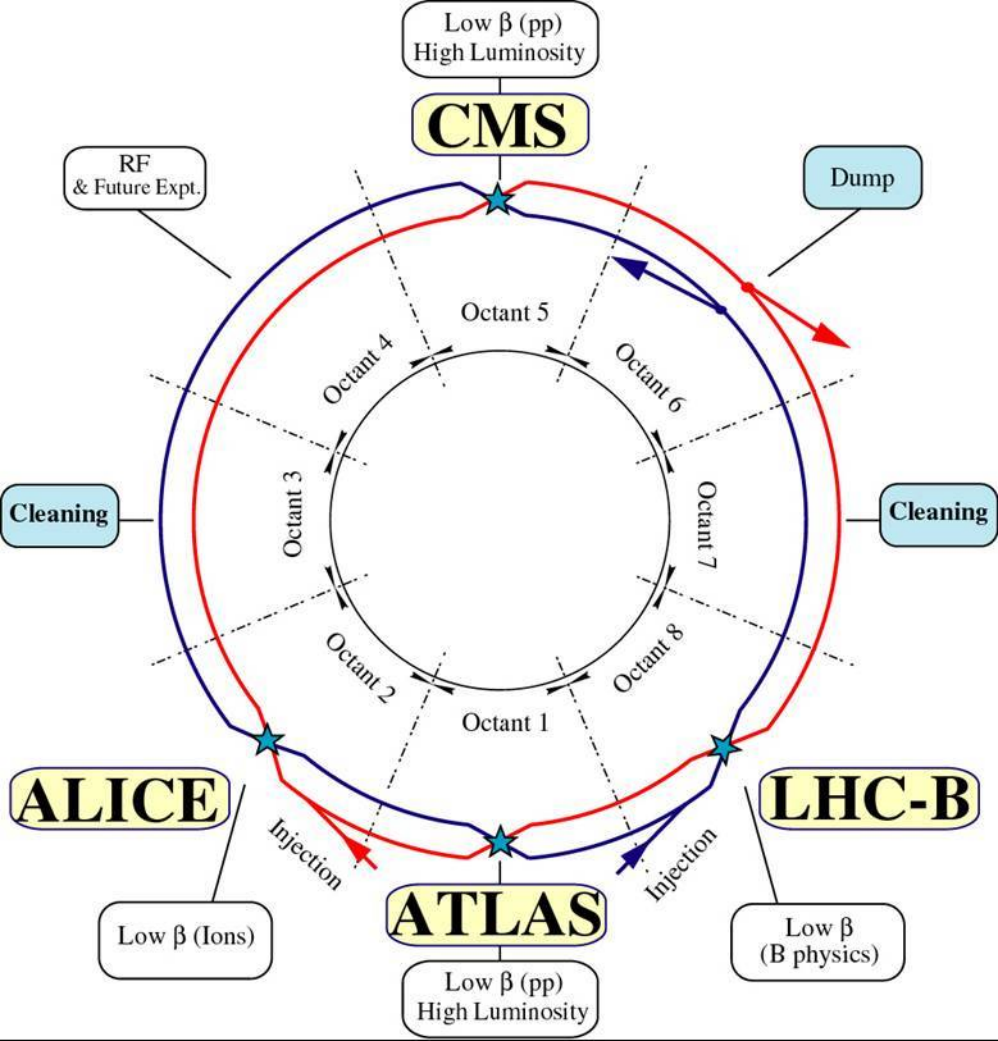 Low β (pp)
High Luminosity
CMS
RF
& Future Expt.
Dump
Octant 5
Octant 4
Octant 6
Cleaning
Octant 3
Octant 7
Cleaning
Octant 2
Octant 8
Octant 1
ALICE
LHC-B
Injection
Injection
ATLAS
Low β (Ions)
Low β
(B physics)
Low β (pp)
High Luminosity